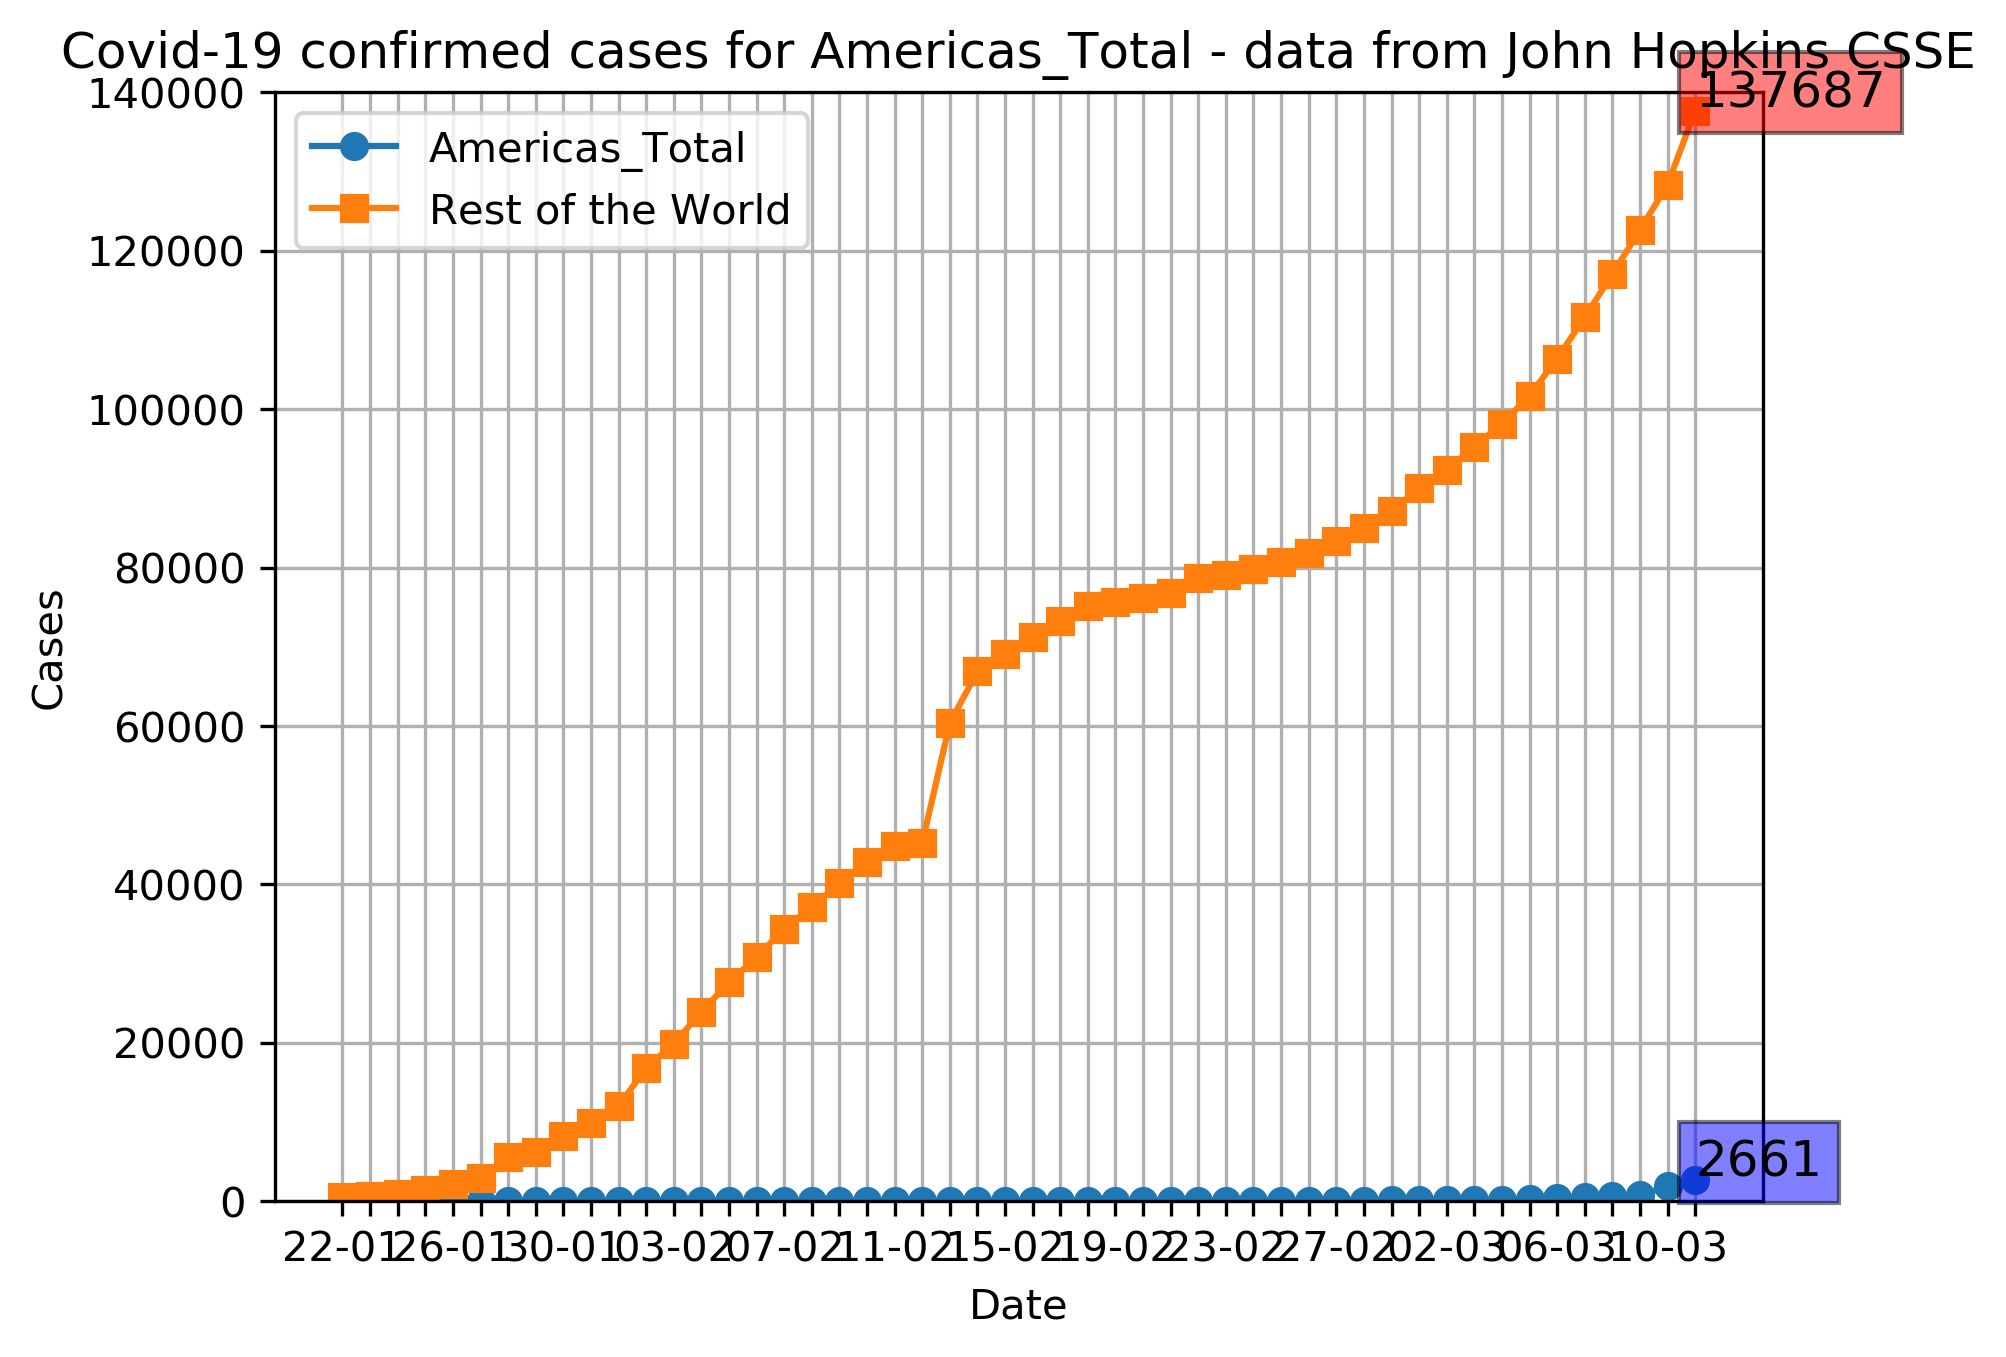 Covid-19 confirmed cases for Americas_Total - data from John Hopkins CSSE
137687
140000
Americas_Total
Rest of the World
120000
100000
80000
60000
40000
20000
0
Cases
2661
22-01 26-01 30-01 03-02 07-02 11-02 15-02 19-02 23-02 27-02 02-03 06-03 10-03
Date